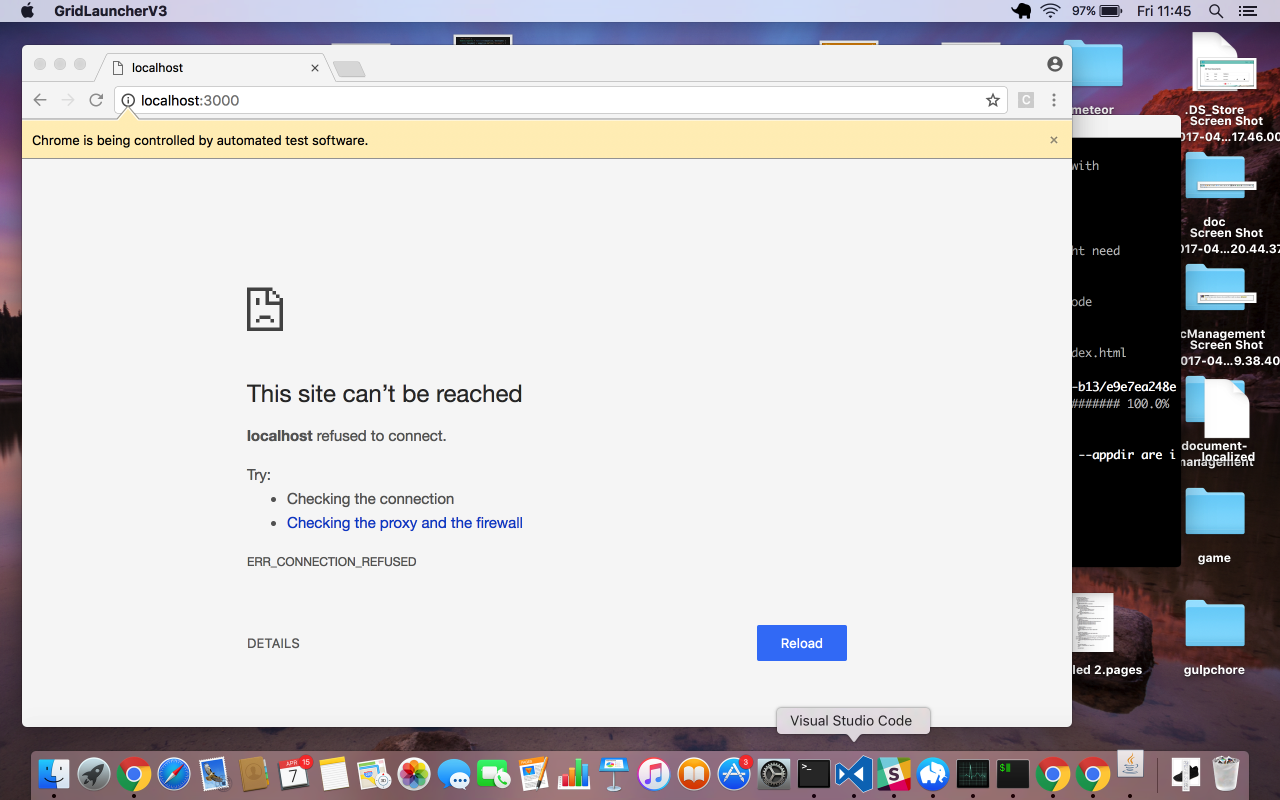 GridLauncherV3
97%
Fri 11:45
localhost
localhost:3000
C
Chrome is being controlled by automated test software.
This site can’t be reached
localhost refused to connect.
Try:
• Checking the connection
• Checking the proxy and the firewall
ERR_CONNECTION_REFUSED
DETAILS
Reload
Visual Studio Code
meteor
with
ht need
ode
dex.html
-b13/e9e7ea248e
####### 100.0%
--appdir are i
.DS_Store
Screen Shot
017-04...17.46.00
doc
Screen Shot
017-04...20.44.37
cManagement
Screen Shot
017-04...9.38.40
document-
management
.localized
game
led 2.pages
gulpchore
APR
15
7
3